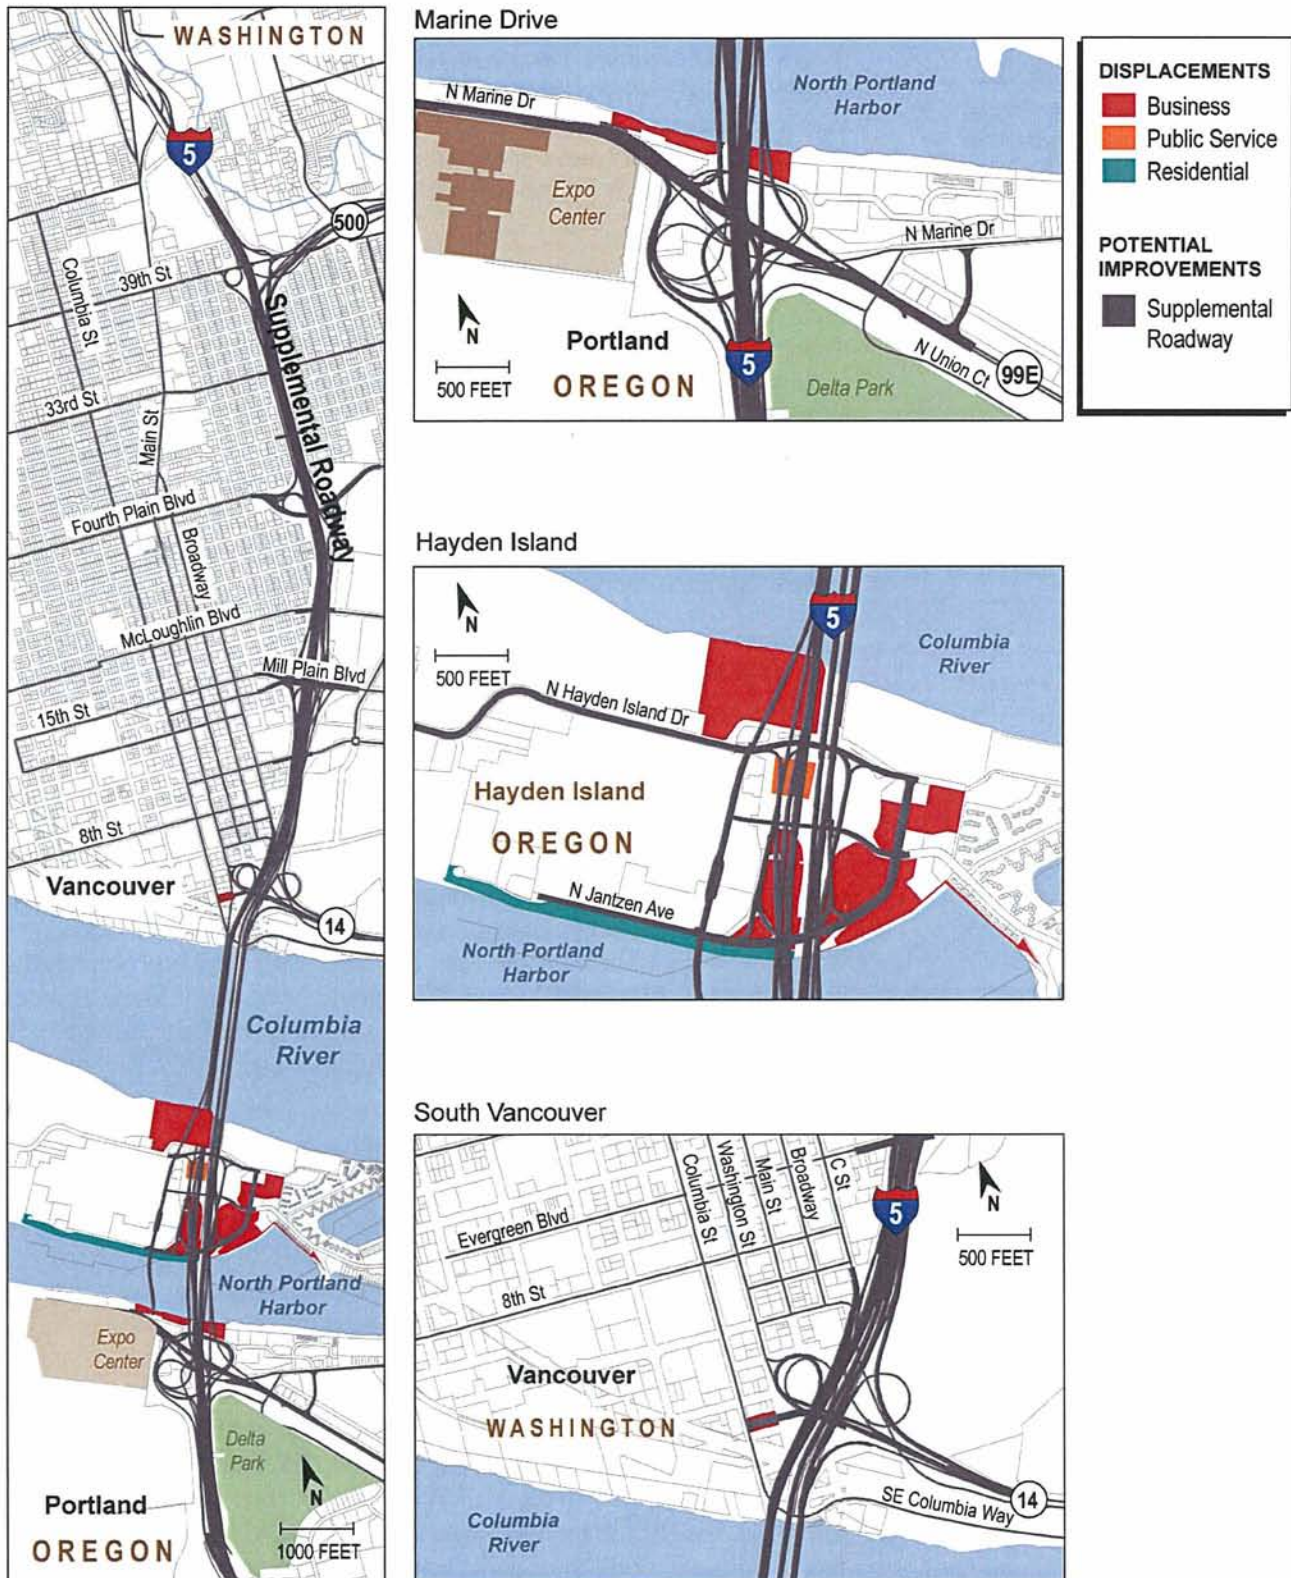 WASHINGTON
5
500
39th St
Columbia St
Supplemental Roadway
33rd St
Main St
Fourth Plain Blvd
Broadway
McLoughlin Blvd
Mill Plain Blvd
15th St
8th St
Vancouver
14
Columbia
River
North Portland
Harbor
Expo
Center
Delta
Park
N
Portland
OREGON
1000 FEET
Marine Drive
N Marine Dr
North Portland
Harbor
Expo
Center
N Marine Dr
N
500 FEET
Portland
OREGON
5
N Union Ct
99E
Delta Park
Hayden Island
N
500 FEET
5
Columbia
River
N Hayden Island Dr
Hayden Island
OREGON
N Jantzen Ave
North Portland
Harbor
South Vancouver
Columbia St
Washington St
Main St
Broadway
C St
5
N
500 FEET
Evergreen Blvd
8th St
Vancouver
WASHINGTON
14
SE Columbia Way
Columbia
River
DISPLACEMENTS
Business
Public Service
Residential
POTENTIAL
IMPROVEMENTS
Supplemental
Roadway